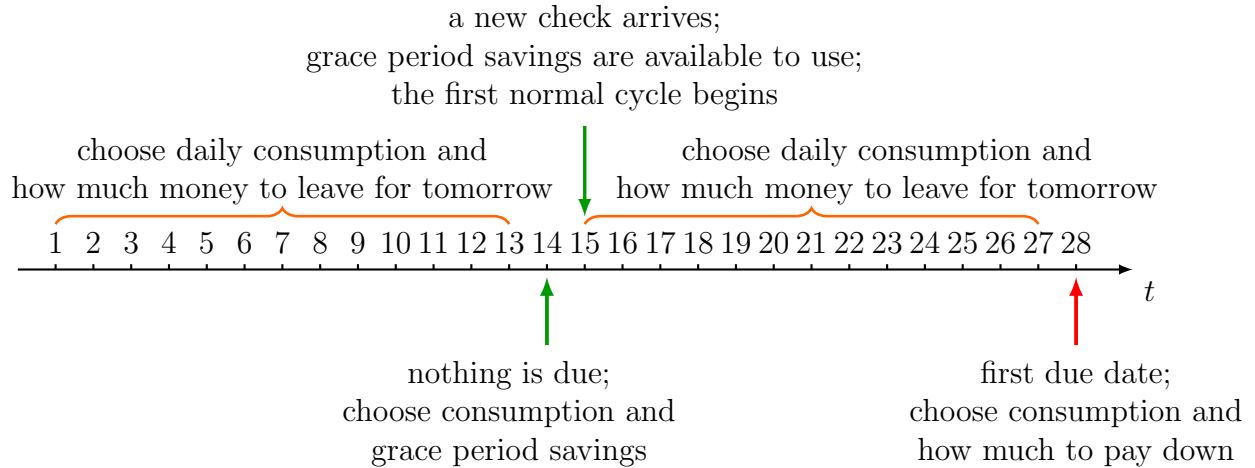 a new check arrives;
grace period savings are available to use;
the first normal cycle begins
choose daily consumption and
how much money to leave for tomorrow
choose daily consumption and
how much money to leave for tomorrow
1 2 3 4 5 6 7 8 9 10 11 12 13 14 15 16 17 18 19 20 21 22 23 24 25 26 27 28
t
nothing is due;
choose consumption and
grace period savings
first due date;
choose consumption and
how much to pay down